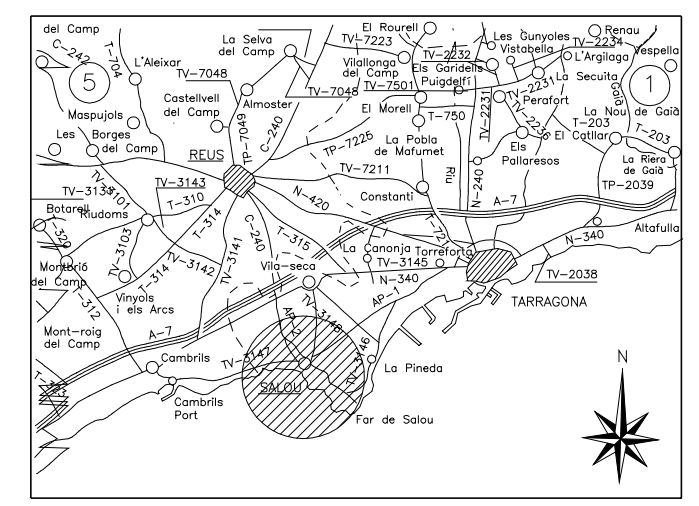 del Camp
C-242
T-704
L'Aleixar
5
Maspujols
Les
Borges
del Camp
La Selva
del Camp
TV-7048
Castellvell
del Camp
Almoster
TPL-7049
C-240
TV-7048
El Rourell
TV-7223
Vilallonga
del Camp
TV-7501
TV-2232
Els Garidells
Puigdelfí
Les Gunyoles
Vistabella
Renau
TV-2234
L'Argilaga
Vespella
La Secuita
TV-2231
Perafort
TV-2231
TV-2236
Gaià
1
La Nou de Gaià
T-203
El Catllar
T-203
El Morell
T-750
La Pobla
de Mafumet
TP-7225
TV-7211
Els
Pallaresos
La Riera
de Gaià
TP-2039
REUS
TV-3143
T-310
TV-3101
Botarell
Riudoms
T-314
N-420
Constantí
Riu
N-240
A-7
Altafulla
N-340
TV-2038
T-320
Montbrió
del Camp
TV-3103
T-314
TV-3142
TV-3141
C-240
T-315
T-721
La Canonja
Torreforta
TV-3145
N-340
AP-1
TARRAGONA
Vila-seca
Vinyols
i els Arcs
T-312
Mont-roig
del Camp
A-7
AP-2
TV-3148
TV-3146
TV-3147
Cambrils
Cambrils
Port
SALOU
La Pineda
Far de Salou
N